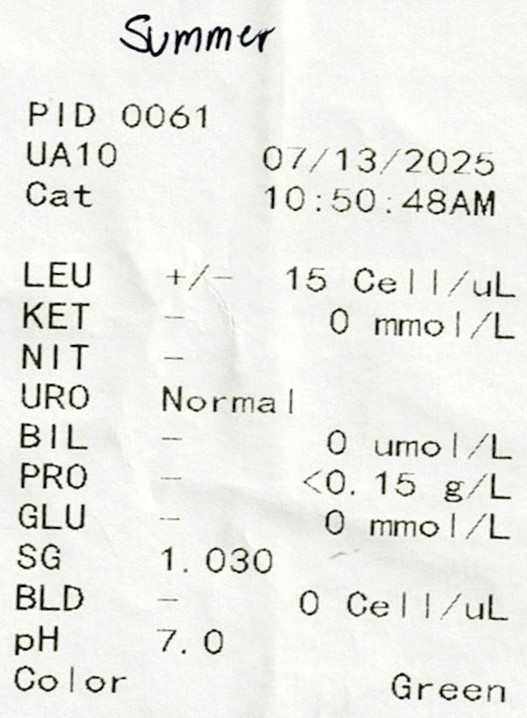 Summer
PID 0061
UA10 07/13/2025
Cat 10:50:48AM
LEU +/- 15 Cell/uL
KET - 0 mmol/L
NIT -
URO Normal
BIL - 0 umol/L
PRO - <0.15 g/L
GLU - 0 mmol/L
SG 1.030
BLD - 0 Cell/uL
pH 7.0
Color Green